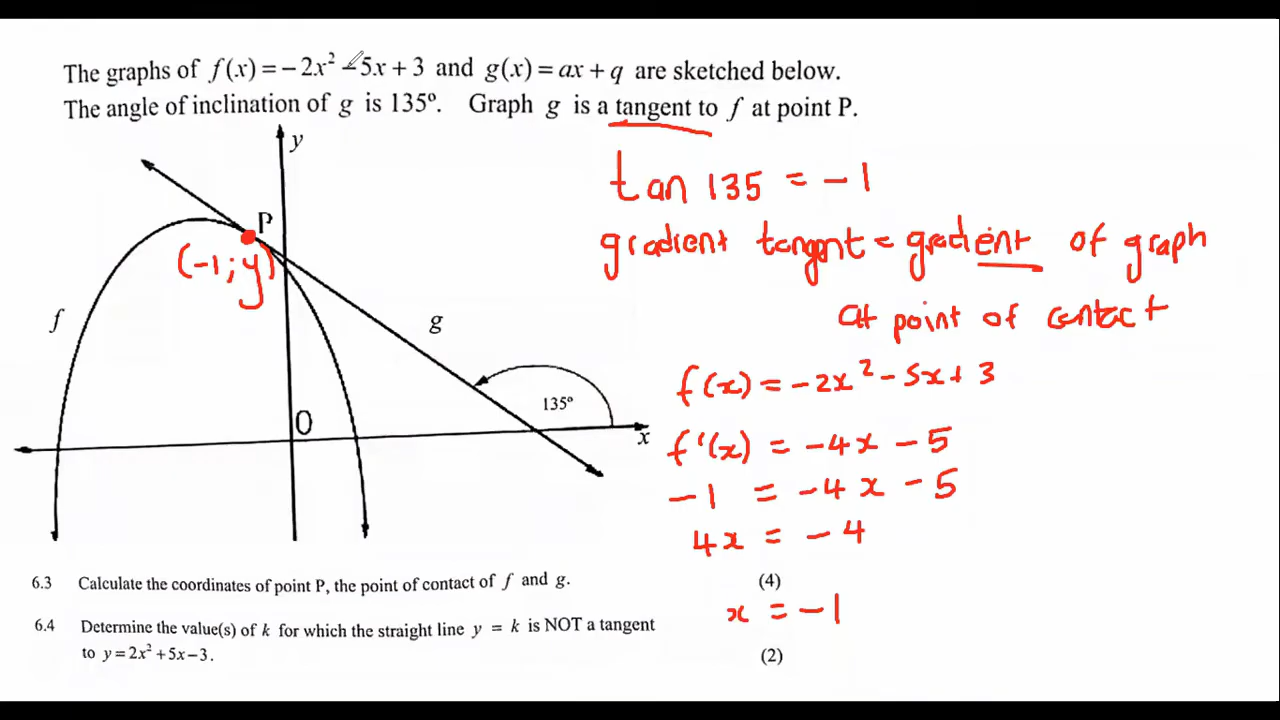 The graphs of f(x) = −2x² −5x + 3 and g(x) = ax + q are sketched below.
The angle of inclination of g is 135º. Graph g is a tangent to f at point P.
y
tan 135 = −1
P
gradient tangent = gradient of graph
(−1;y)
at point of contact
f
g
f(x) = −2x² − 5x + 3
135º
O
x
f'(x) = −4x − 5
−1 = −4x − 5
4x = −4
6.3 Calculate the coordinates of point P, the point of contact of f and g. (4)
x = −1
6.4 Determine the value(s) of k for which the straight line y = k is NOT a tangent
to y = 2x² + 5x − 3. (2)